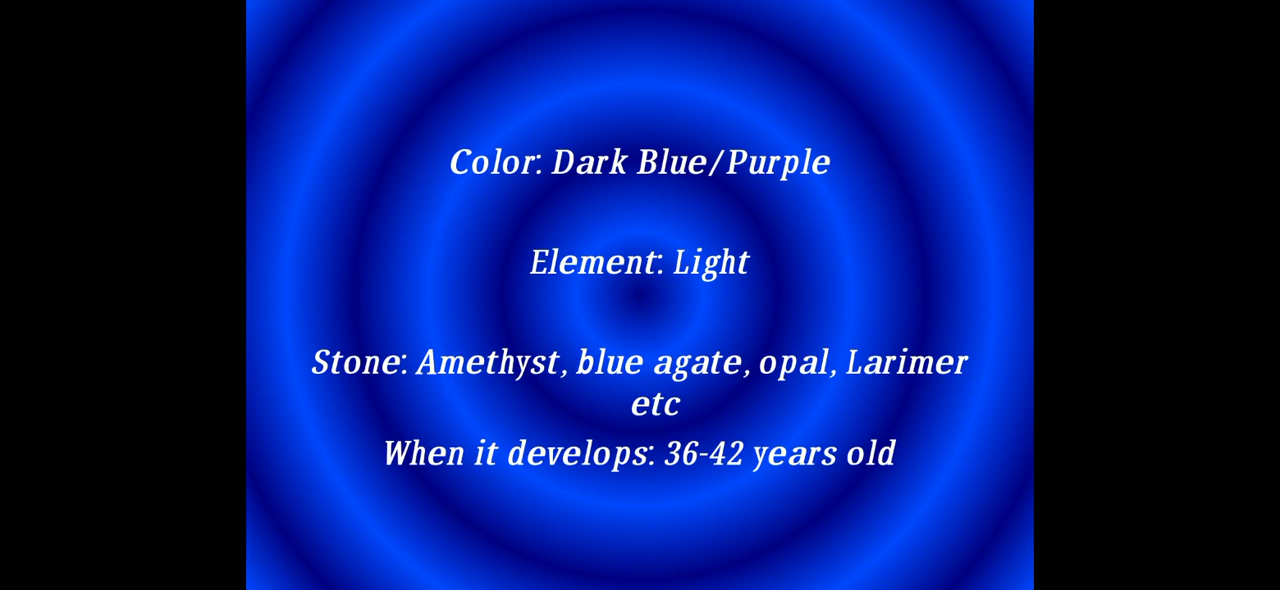 Color: Dark Blue/Purple
Element: Light
Stone: Amethyst, blue agate, opal, Larimer
etc
When it develops: 36-42 years old